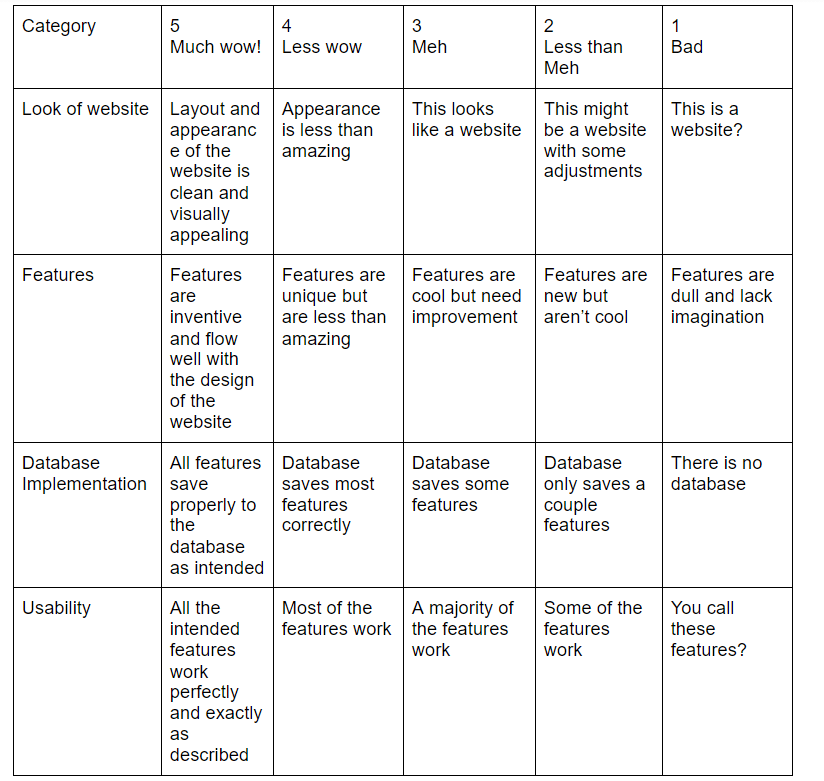 Category
5
Much wow!
4
Less wow
3
Meh
2
Less than
Meh
1
Bad
Look of website
Layout and
appearanc
e of the
website is
clean and
visually
appealing
Appearance
is less than
amazing
This looks
like a website
This might
be a website
with some
adjustments
This is a
website?
Features
Features
are
inventive
and flow
well with
the design
of the
website
Features are
unique but
are less than
amazing
Features are
cool but need
improvement
Features are
new but
aren’t cool
Features are
dull and lack
imagination
Database
Implementation
All features
save
properly to
the
database
as intended
Database
saves most
features
correctly
Database
saves some
features
Database
only saves a
couple
features
There is no
database
Usability
All the
intended
features
work
perfectly
and exactly
as
described
Most of the
features work
A majority of
the features
work
Some of the
features
work
You call
these
features?